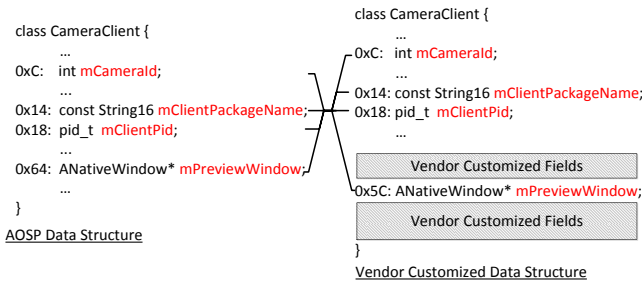 class CameraClient {
...
0xC: int mCameraId;
...
0x14: const String16 mClientPackageName;
0x18: pid_t mClientPid;
...
0x64: ANativeWindow* mPreviewWindow;
...
}
AOSP Data Structure
class CameraClient {
...
0xC: int mCameraId;
...
0x14: const String16 mClientPackageName;
0x18: pid_t mClientPid;
...
Vendor Customized Fields
0x5C: ANativeWindow* mPreviewWindow;
Vendor Customized Fields
}
Vendor Customized Data Structure